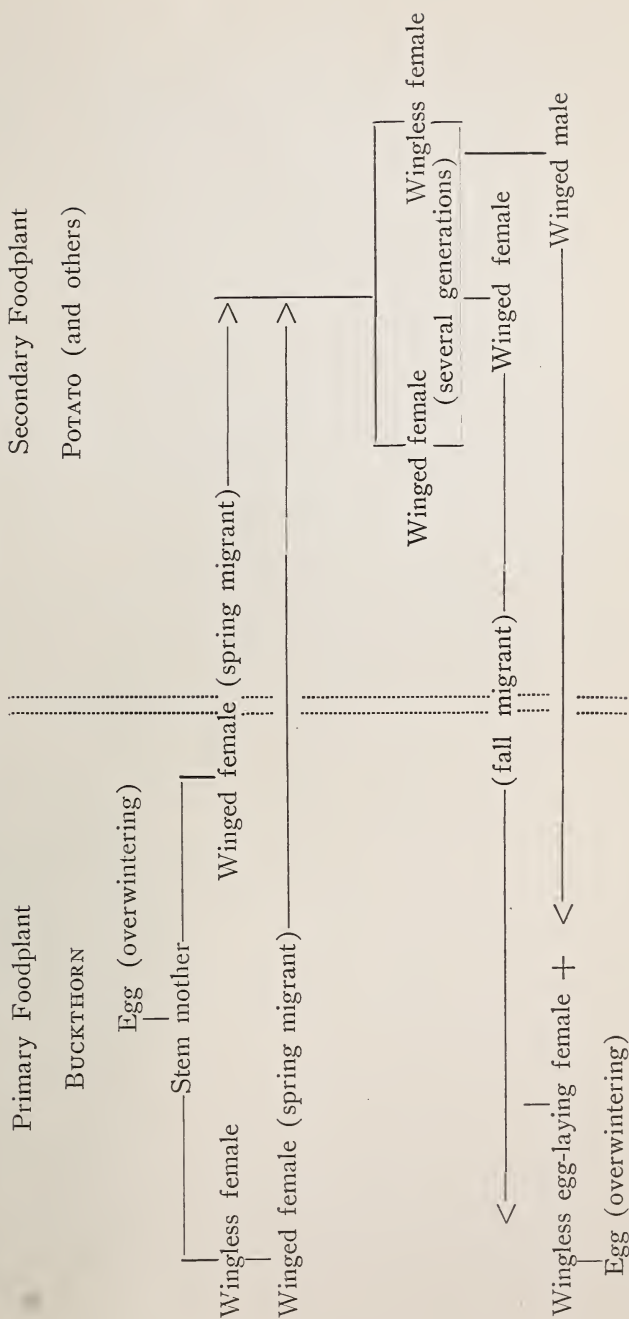 Primary Foodplant
Secondary Foodplant
BUCKTHORN
POTATO (and others)
Egg (overwintering)
Stem mother
Wingless female
Winged female (spring migrant)
Winged female (spring migrant)
Winged female
Wingless female
(several generations)
Winged female
(fall migrant)
Winged male
Wingless egg-laying female +
Egg (overwintering)